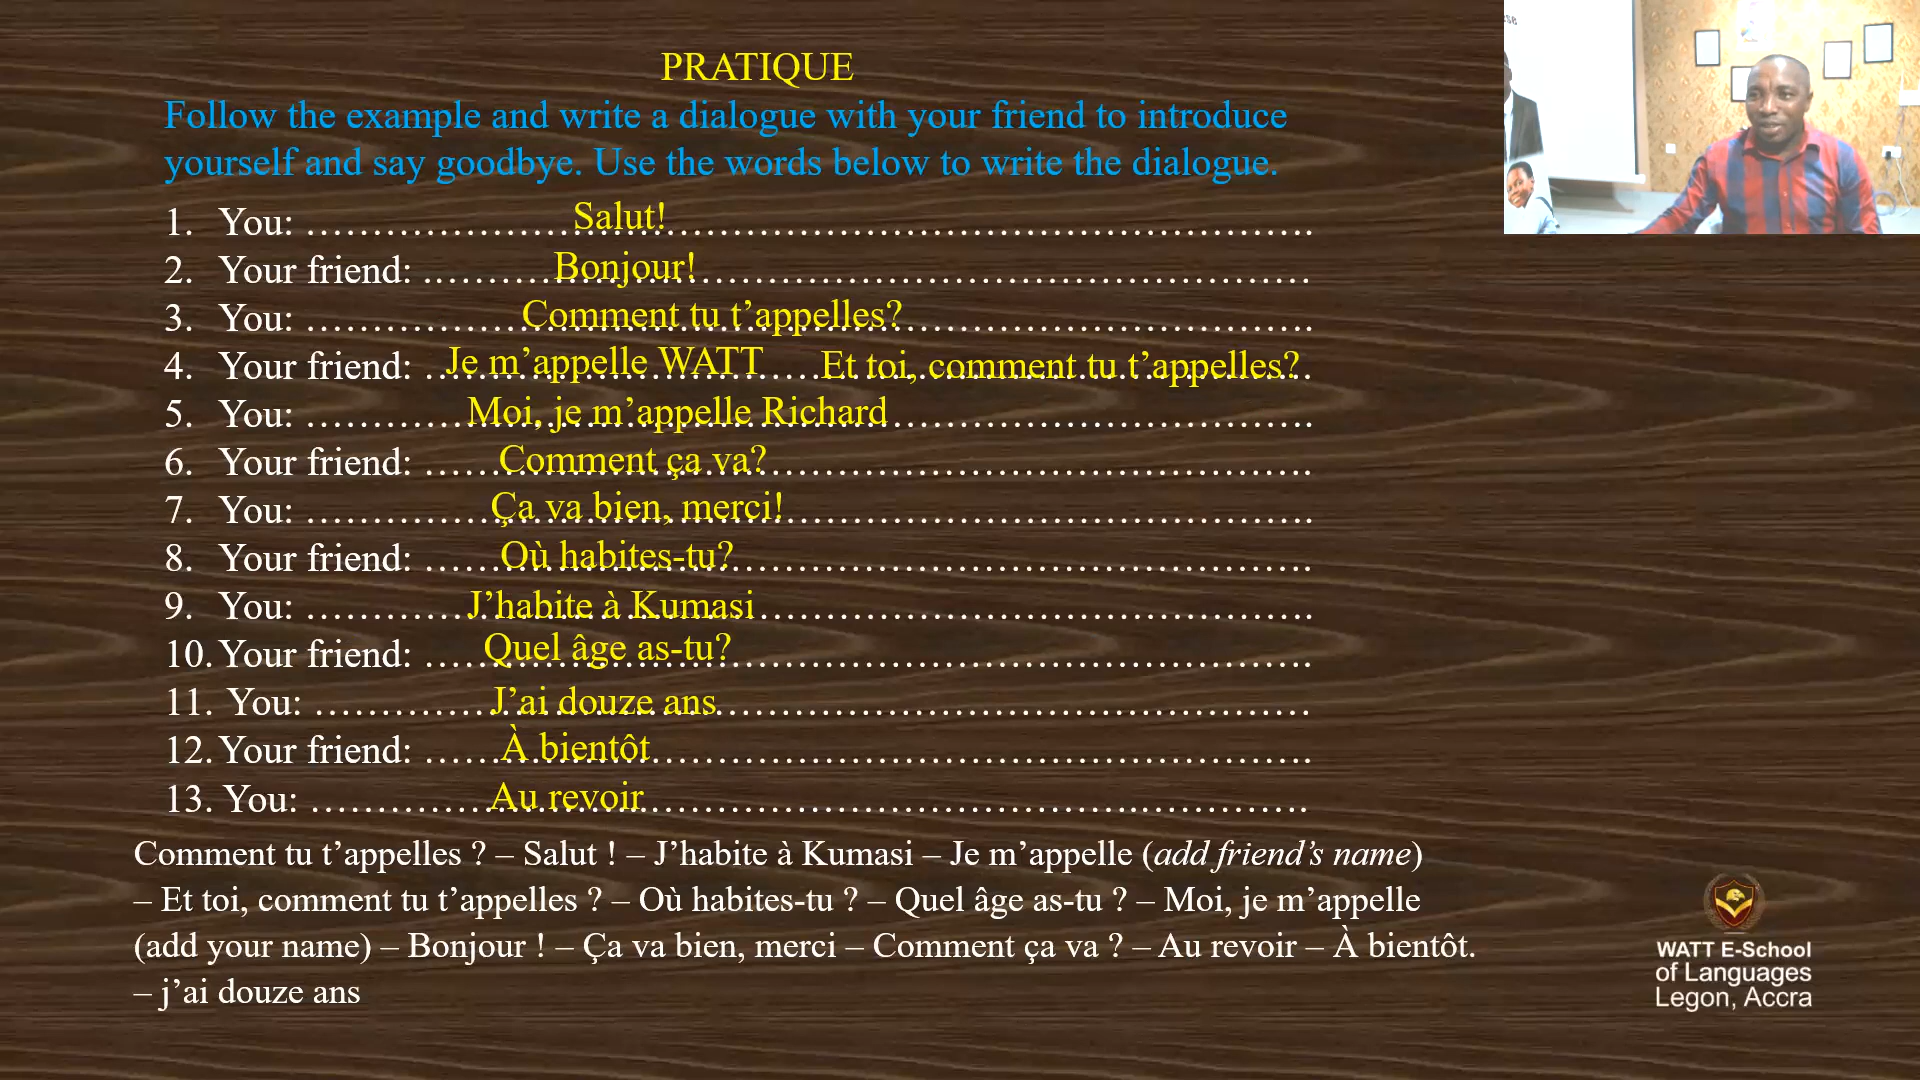 PRATIQUE
Follow the example and write a dialogue with your friend to introduce
yourself and say goodbye. Use the words below to write the dialogue.
1. You: ........Salut!........
2. Your friend: ........Bonjour!........
3. You: ........Comment tu t’appelles?........
4. Your friend: ...Je m’appelle WATT.....Et toi, comment tu t’appelles?.
5. You: ........Moi, je m’appelle Richard........
6. Your friend: ......Comment ça va?........
7. You: ........Ça va bien, merci!........
8. Your friend: ......Où habites-tu?........
9. You: ........J’habite à Kumasi........
10. Your friend: ......Quel âge as-tu?........
11. You: ........J’ai douze ans........
12. Your friend: ......À bientôt........
13. You: ........Au revoir........
Comment tu t’appelles ? – Salut ! – J’habite à Kumasi – Je m’appelle (add friend’s name)
– Et toi, comment tu t’appelles ? – Où habites-tu ? – Quel âge as-tu ? – Moi, je m’appelle
(add your name) – Bonjour ! – Ça va bien, merci – Comment ça va ? – Au revoir – À bientôt.
– j’ai douze ans
WATT E-School
of Languages
Legon, Accra